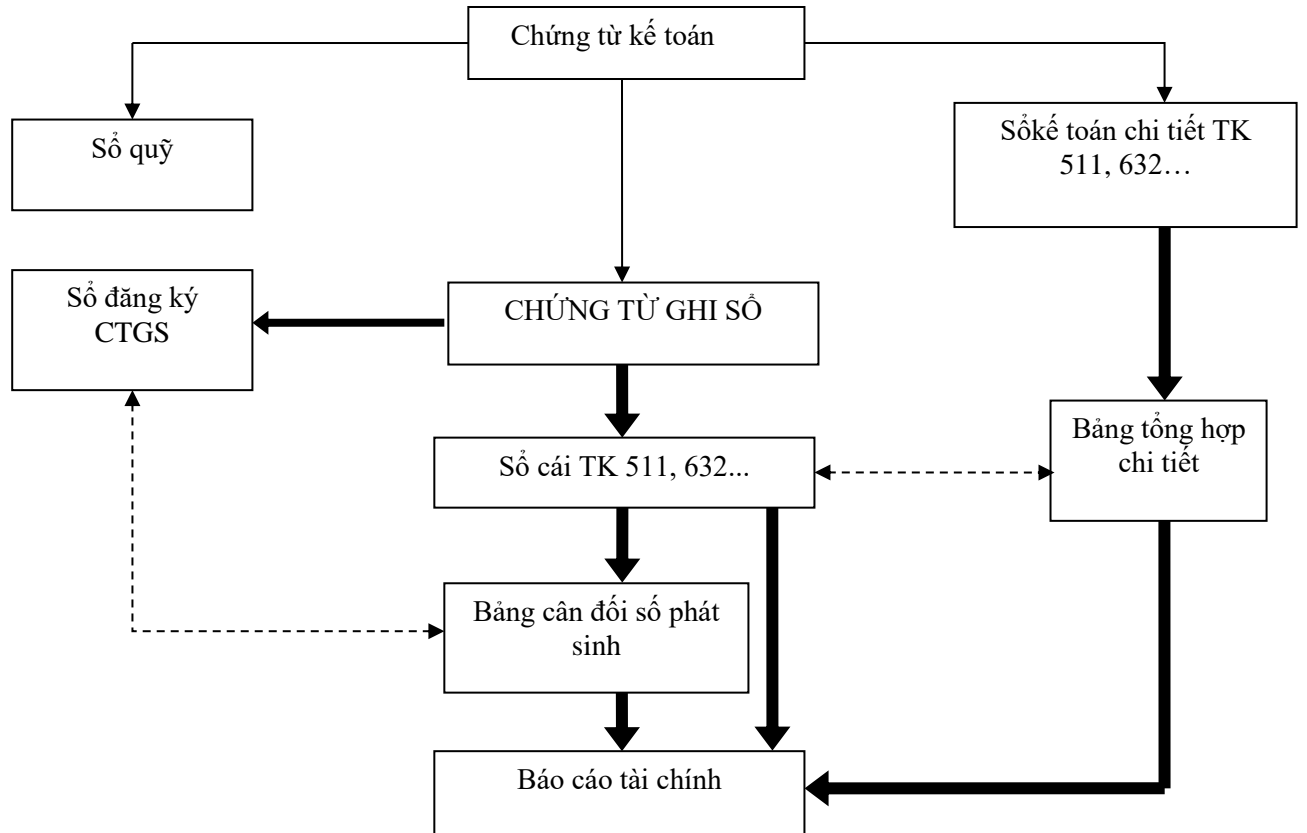 Chứng từ kế toán
Sổ quỹ
Sổkế toán chi tiết TK
511, 632…
Sổ đăng ký
CTGS
CHỨNG TỪ GHI SỔ
Sổ cái TK 511, 632...
Bảng tổng hợp
chi tiết
Bảng cân đối số phát
sinh
Báo cáo tài chính